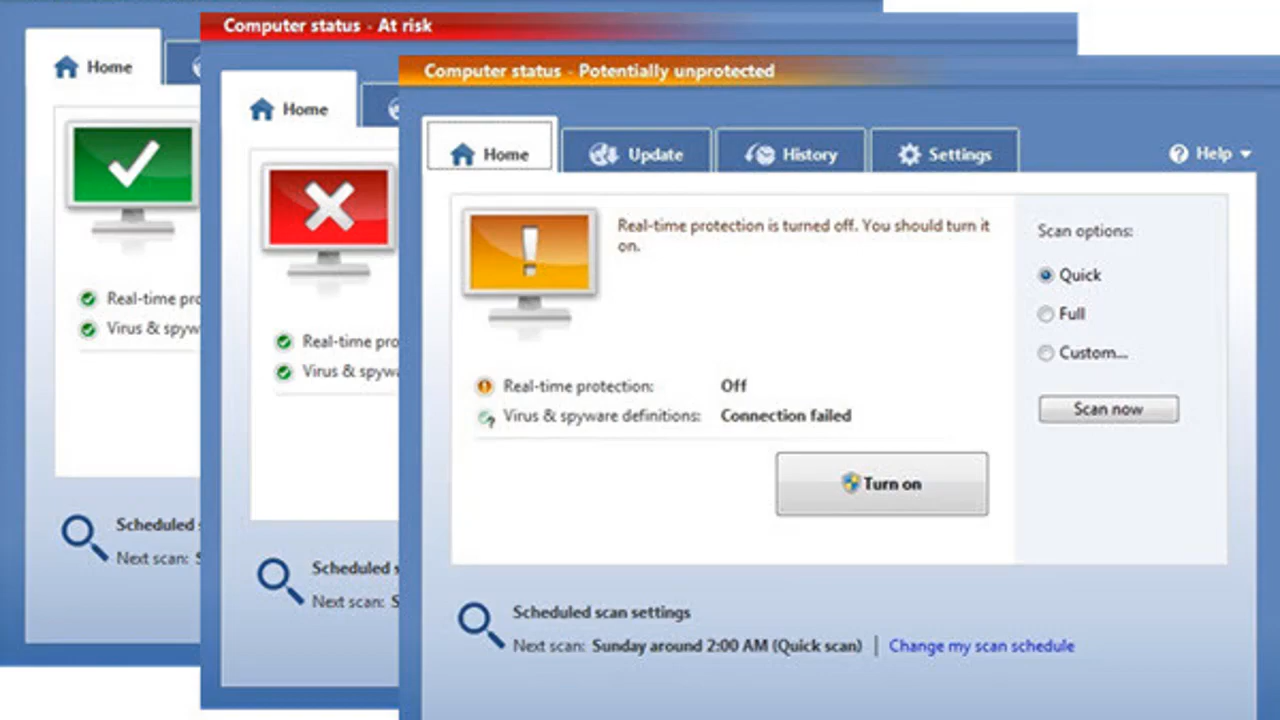 Home
Real-time pro
Virus & spyw
Scheduled s
Next scan: S
Computer status - At risk
Home
Real-time pro
Virus & spywa
Scheduled s
Next scan: S
Computer status - Potentially unprotected
Home
Update
History
Settings
Help
Real-time protection is turned off. You should turn it
on.
Real-time protection: Off
Virus & spyware definitions: Connection failed
Turn on
Scan options:
Quick
Full
Custom...
Scan now
Scheduled scan settings
Next scan: Sunday around 2:00 AM (Quick scan) | Change my scan schedule